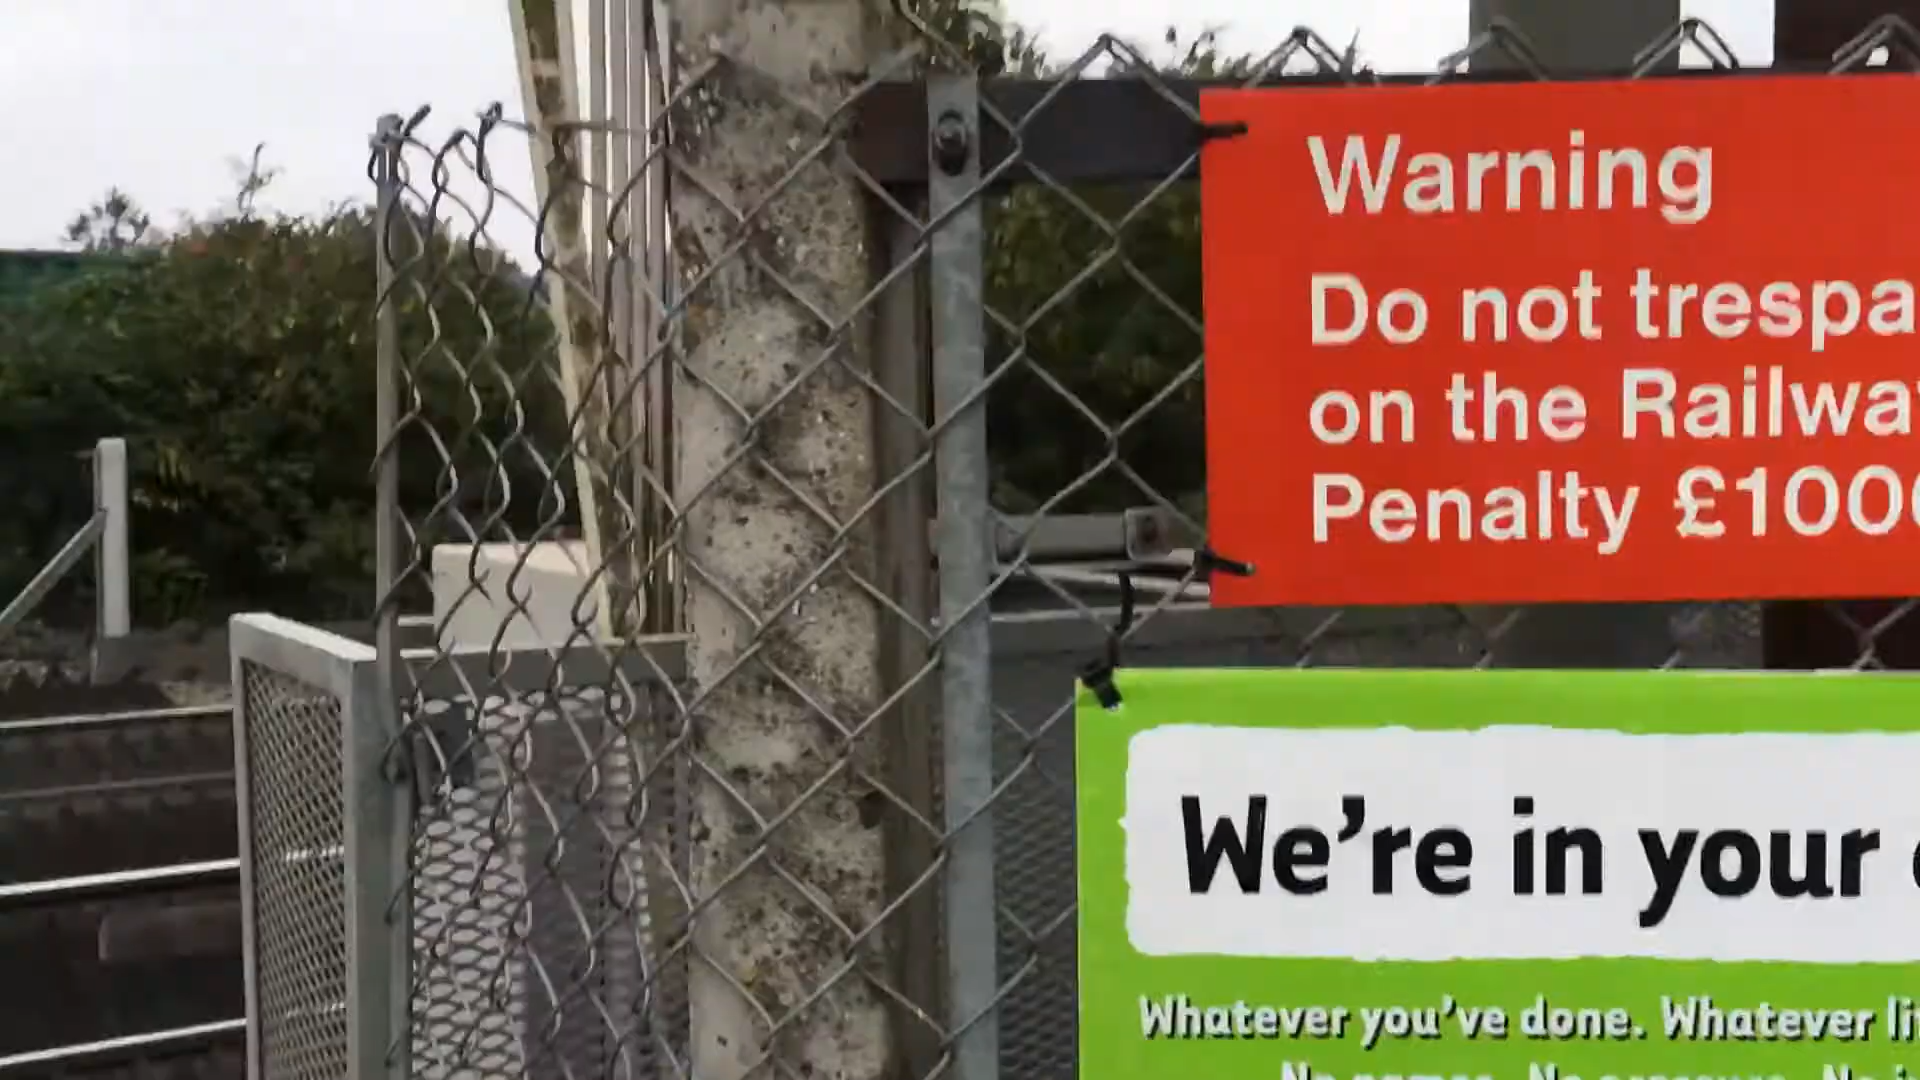 Warning
Do not trespa
on the Railwa
Penalty £100
We're in your
Whatever you've done. Whatever li